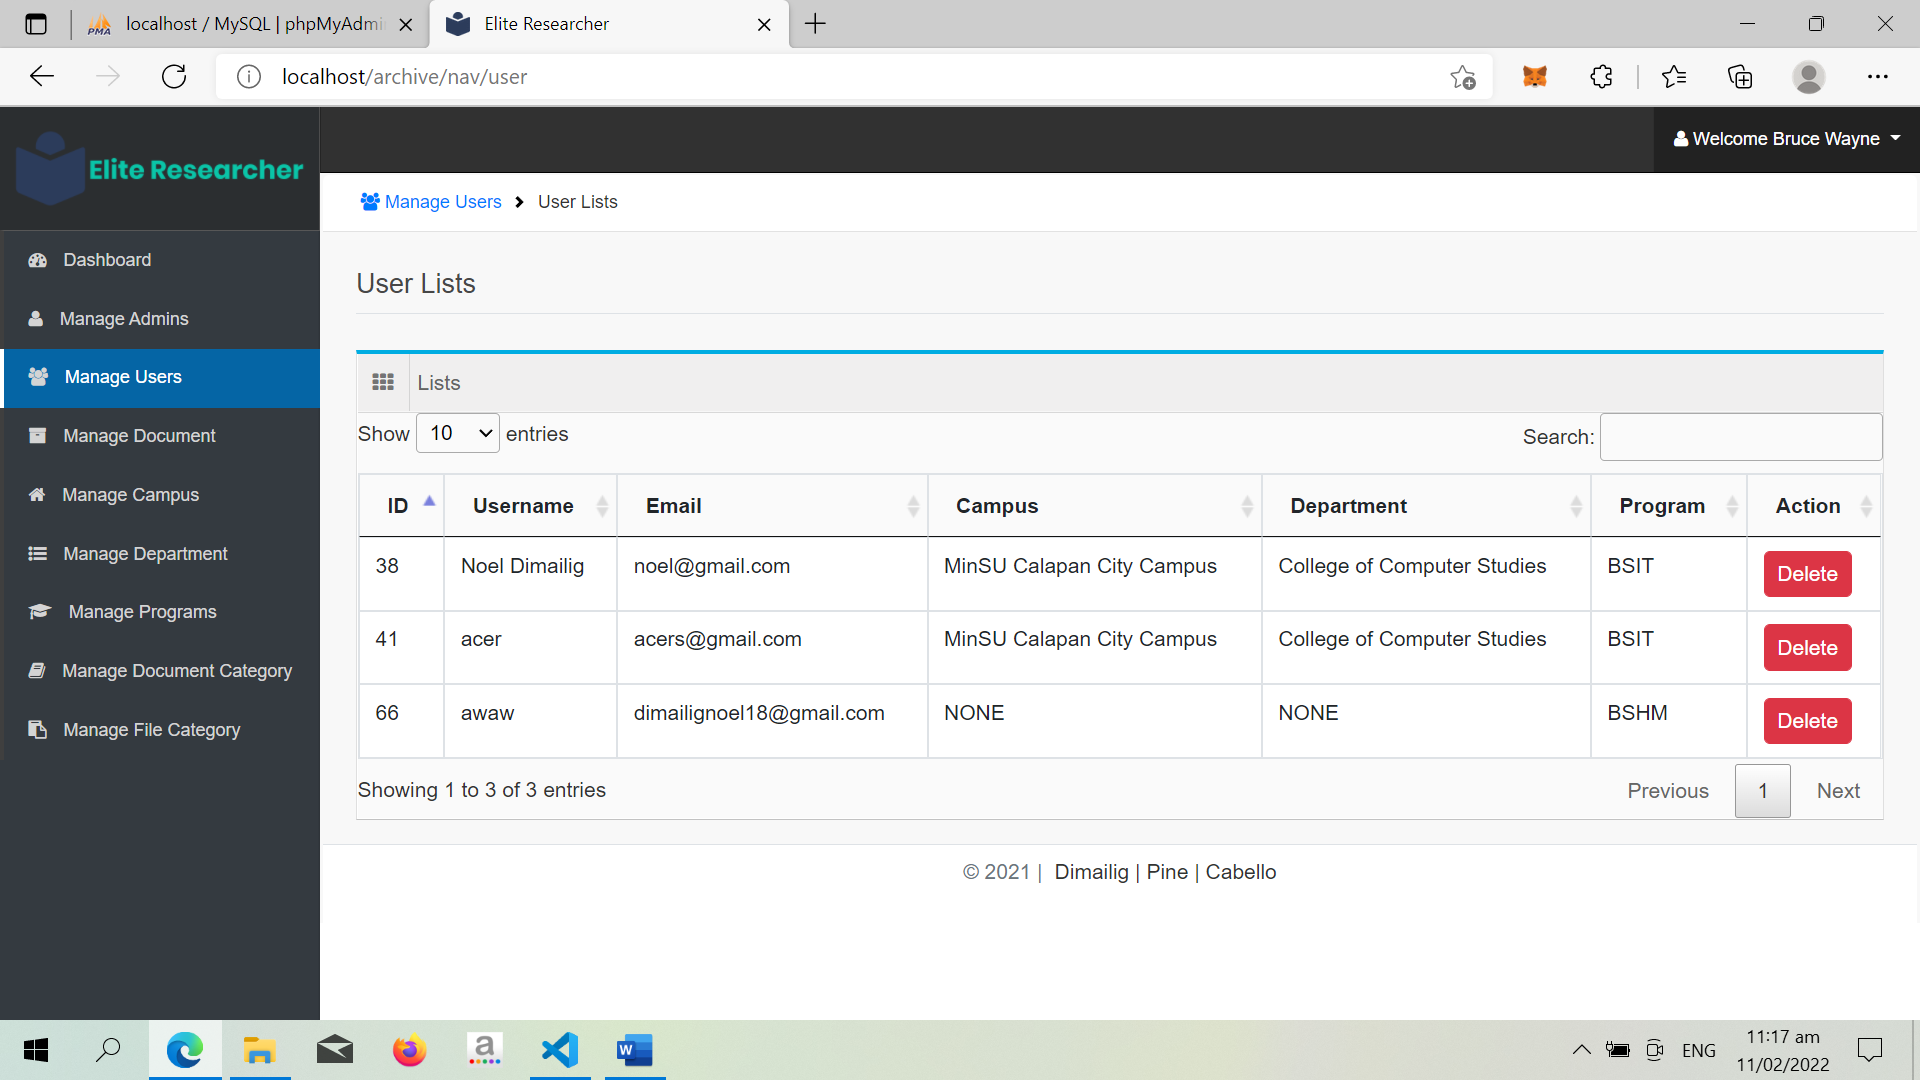 localhost / MySQL | phpMyAdmi
Elite Researcher
localhost/archive/nav/user
Elite Researcher
Welcome Bruce Wayne
Manage Users
User Lists
Dashboard
Manage Admins
Manage Users
Manage Document
Manage Campus
Manage Department
Manage Programs
Manage Document Category
Manage File Category
User Lists
Lists
Show 10 entries
Search:
ID Username Email Campus Department Program Action
38 Noel Dimailig noel@gmail.com MinSU Calapan City Campus College of Computer Studies BSIT Delete
41 acer acers@gmail.com MinSU Calapan City Campus College of Computer Studies BSIT Delete
66 awaw dimailignoel18@gmail.com NONE NONE BSHM Delete
Showing 1 to 3 of 3 entries
Previous 1 Next
© 2021 | Dimailig | Pine | Cabello
PMA
a
W
ENG
11:17 am
11/02/2022